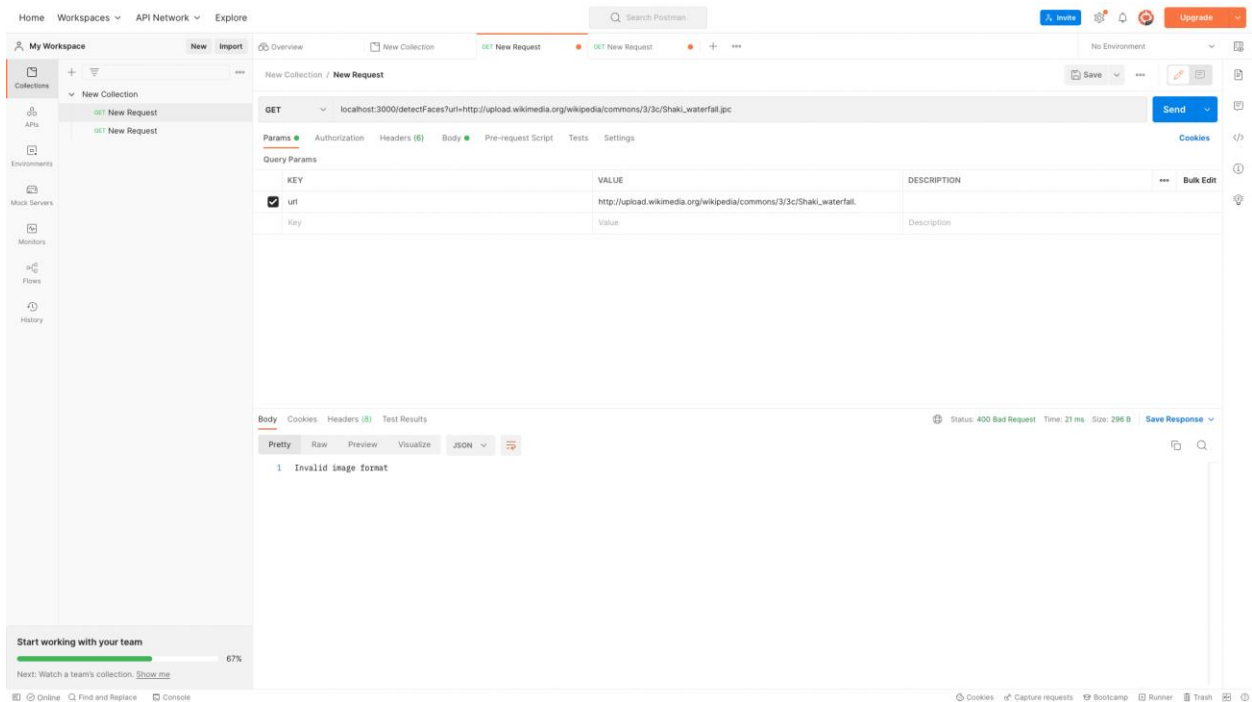 Home Workspaces API Network Explore Search Postman Invite Upgrade
My Workspace New Import Overview New Collection GET New Request GET New Request No Environment
Collections
New Collection / New Request Save
New Collection
GET New Request
GET New Request
APIs
Environments
Mock Servers
Monitors
Flows
History
GET localhost:3000/detectFaces?url=http://upload.wikimedia.org/wikipedia/commons/3/3c/Shaki_waterfall.jpc Send
Params Authorization Headers (6) Body Pre-request Script Tests Settings Cookies
Query Params
KEY VALUE DESCRIPTION Bulk Edit
url http://upload.wikimedia.org/wikipedia/commons/3/3c/Shaki_waterfall.
Key Value Description
Body Cookies Headers (8) Test Results Status: 400 Bad Request Time: 21 ms Size: 296 B Save Response
Pretty Raw Preview Visualize JSON
1 Invalid image format
Start working with your team
67%
Next: Watch a team's collection. Show me
Online Find and Replace Console Cookies Capture requests Bootcamp Runner Trash